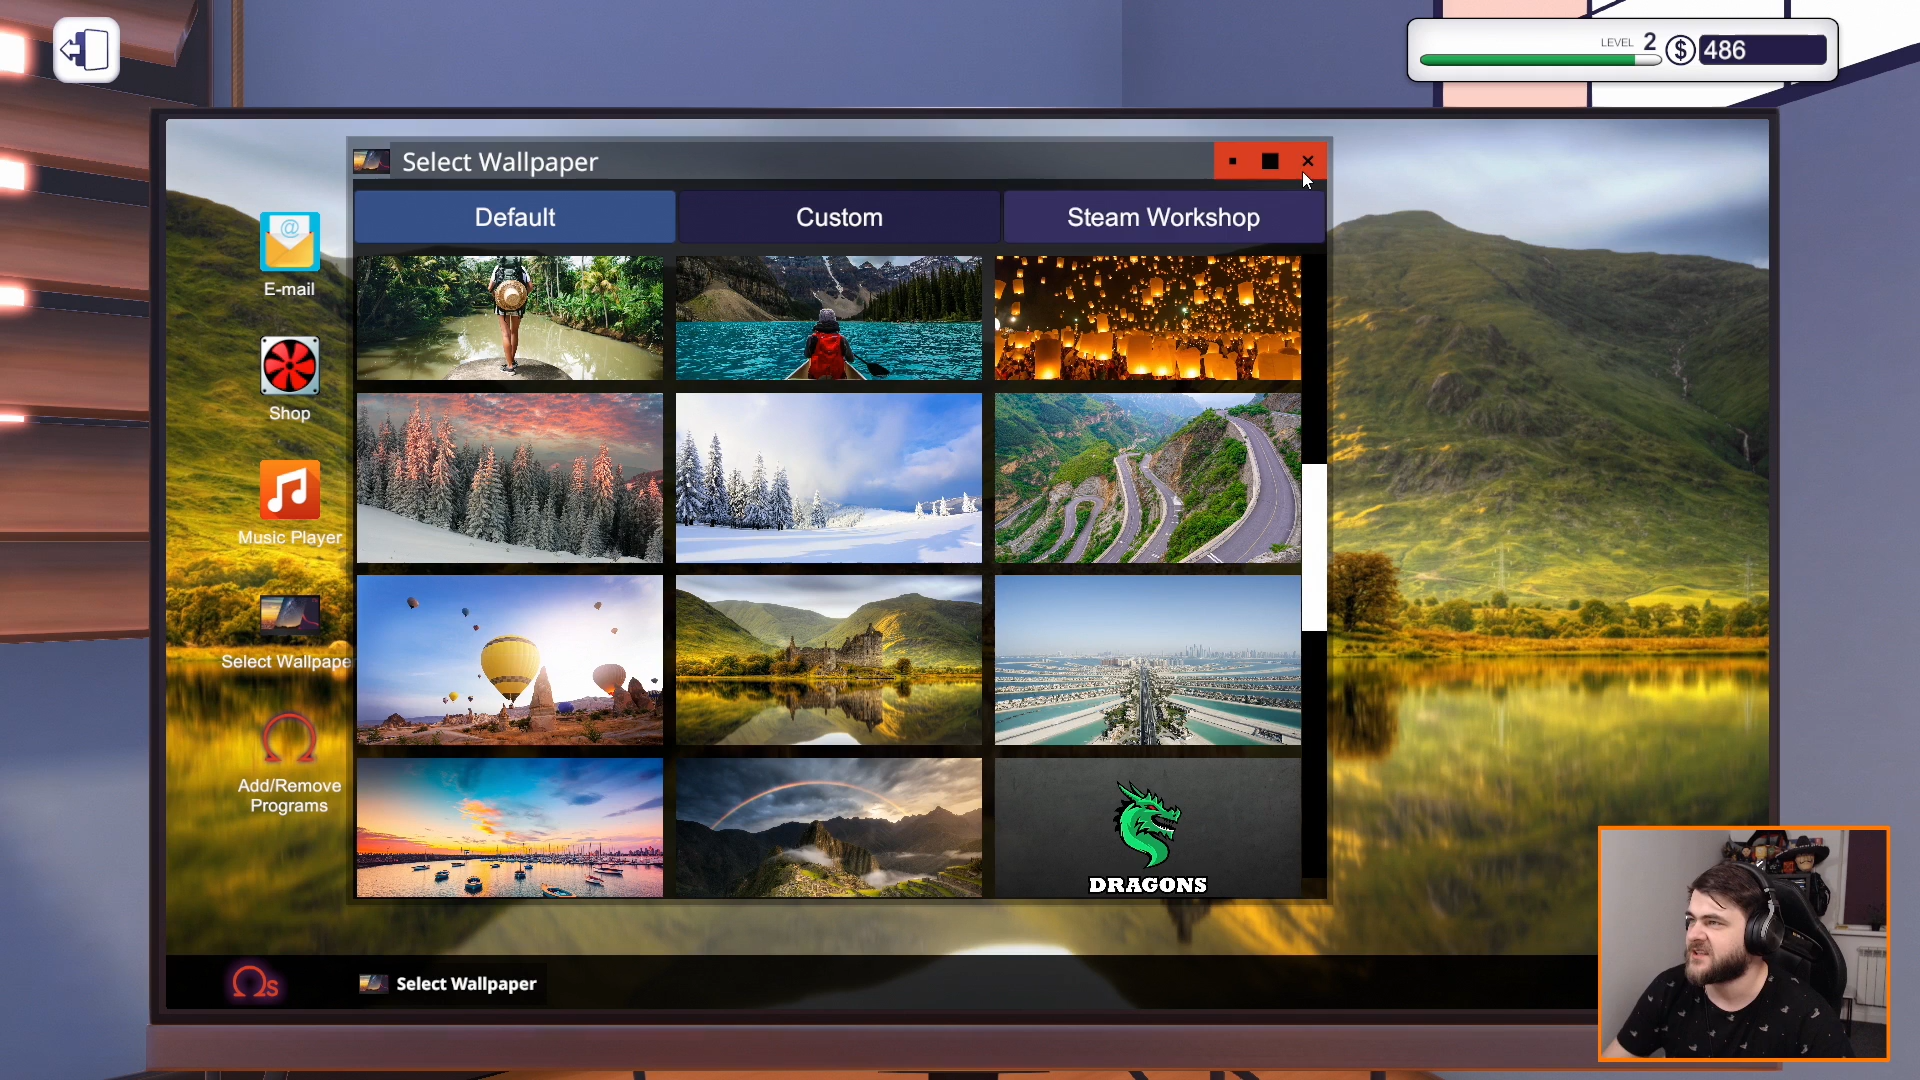 LEVEL 2 $ 486
Select Wallpaper
Default
Custom
Steam Workshop
@
E-mail
Shop
Music Player
Select Wallpape
Add/Remove
Programs
DRAGONS
Ωs
Select Wallpaper